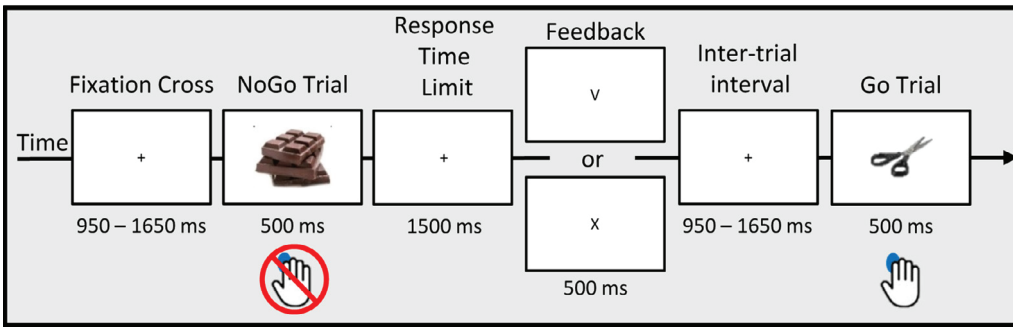 Time
Fixation Cross
+
950 – 1650 ms
NoGo Trial
500 ms
Response
Time
Limit
+
1500 ms
Feedback
V
or
X
500 ms
Inter-trial
interval
+
950 – 1650 ms
Go Trial
500 ms